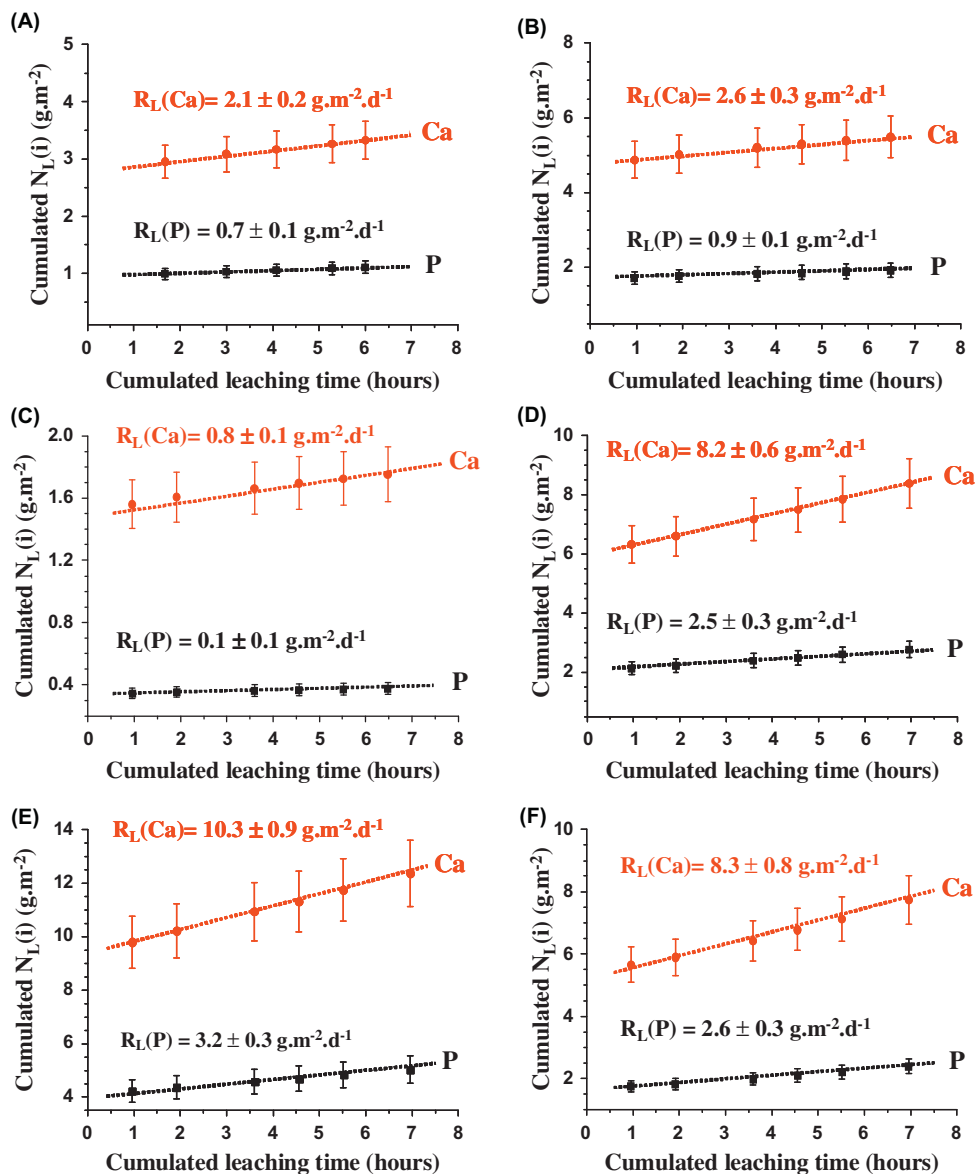 (A)
5
4
3
2
1
Cumulated N_L(i) (g.m⁻²)
R_L(Ca)= 2.1 ± 0.2 g.m⁻².d⁻¹
Ca
R_L(P) = 0.7 ± 0.1 g.m⁻².d⁻¹
P
0 1 2 3 4 5 6 7 8
Cumulated leaching time (hours)
(B)
8
6
4
2
Cumulated N_L(i) (g.m⁻²)
R_L(Ca)= 2.6 ± 0.3 g.m⁻².d⁻¹
Ca
R_L(P) = 0.9 ± 0.1 g.m⁻².d⁻¹
P
0 1 2 3 4 5 6 7 8
Cumulated leaching time (hours)
(C)
2.0
1.6
1.2
0.8
0.4
Cumulated N_L(i) (g.m⁻²)
R_L(Ca)= 0.8 ± 0.1 g.m⁻².d⁻¹
Ca
R_L(P) = 0.1 ± 0.1 g.m⁻².d⁻¹
P
0 1 2 3 4 5 6 7 8
Cumulated leaching time (hours)
(D)
10
8
6
4
2
Cumulated N_L(i) (g.m⁻²)
R_L(Ca)= 8.2 ± 0.6 g.m⁻².d⁻¹
Ca
R_L(P) = 2.5 ± 0.3 g.m⁻².d⁻¹
P
0 1 2 3 4 5 6 7 8
Cumulated leaching time (hours)
(E)
14
12
10
8
6
4
Cumulated N_L(i) (g.m⁻²)
R_L(Ca)= 10.3 ± 0.9 g.m⁻².d⁻¹
Ca
R_L(P) = 3.2 ± 0.3 g.m⁻².d⁻¹
P
0 1 2 3 4 5 6 7 8
Cumulated leaching time (hours)
(F)
10
8
6
4
2
Cumulated N_L(i) (g.m⁻²)
R_L(Ca)= 8.3 ± 0.8 g.m⁻².d⁻¹
Ca
R_L(P) = 2.6 ± 0.3 g.m⁻².d⁻¹
P
0 1 2 3 4 5 6 7 8
Cumulated leaching time (hours)